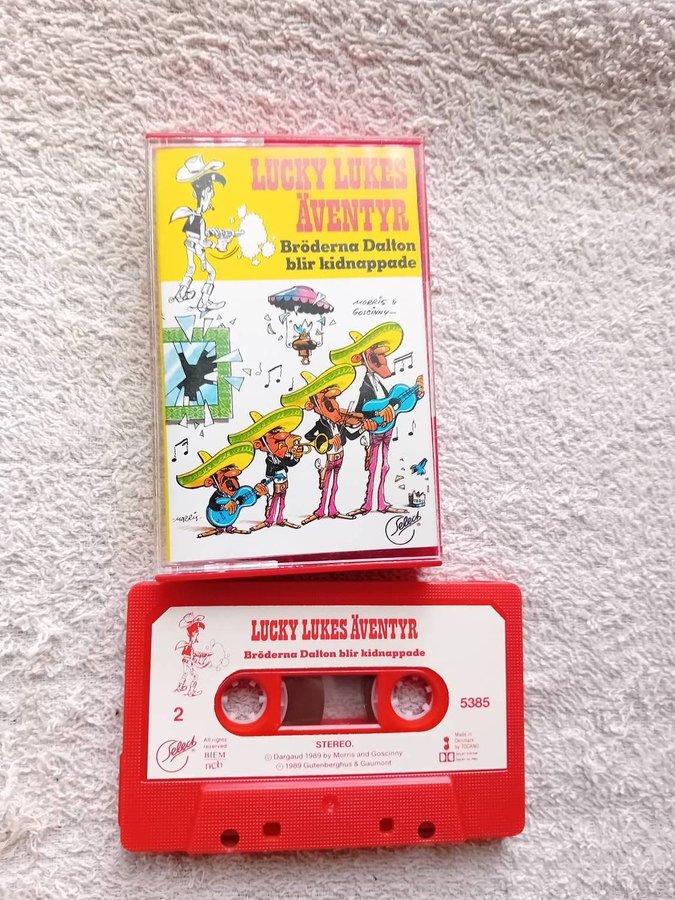 LUCKY LUKES
ÄVENTYR
Bröderna Dalton
blir kidnappade
MORRIS &
GOSCINNY
MORRIS.
Select
LUCKY LUKES ÄVENTYR
Bröderna Dalton blir kidnappade
2
5385
Select
All rights
reserved
BIEM
ncb
STEREO.
© Dargaud 1989 by Morris and Goscinny
℗ 1989 Gutenberghus & Gaumont
Made in
Denmark
by TOCANO